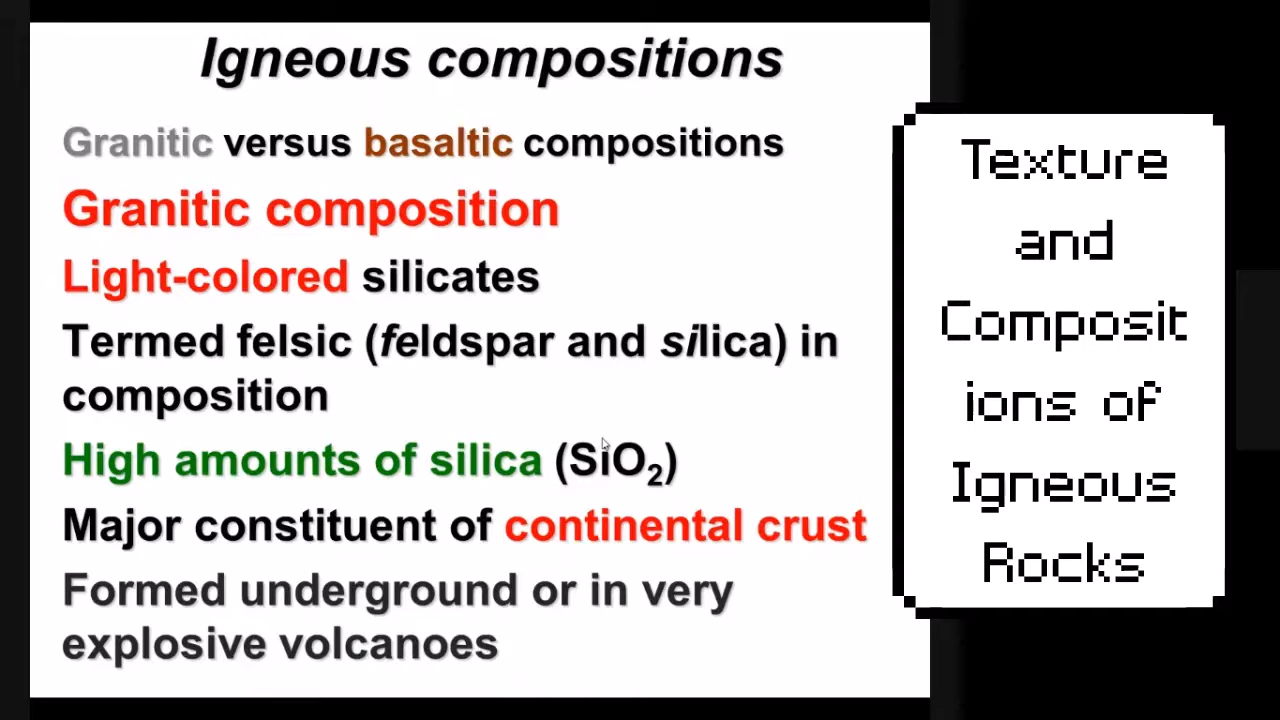 Igneous compositions
Granitic versus basaltic compositions
Granitic composition
Light-colored silicates
Termed felsic (feldspar and silica) in
composition
High amounts of silica (SiO₂)
Major constituent of continental crust
Formed underground or in very
explosive volcanoes
Texture
and
Composit
ions of
Igneous
Rocks